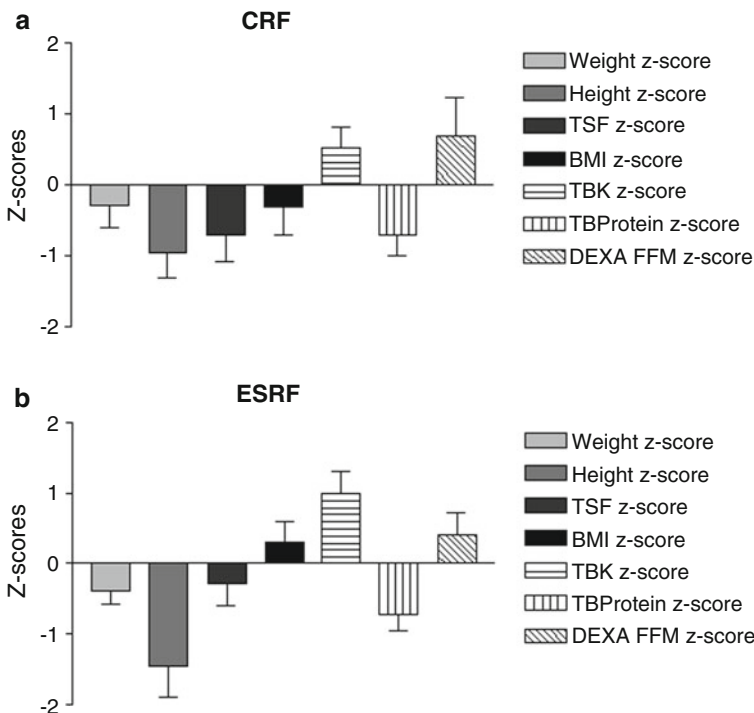 a
CRF
2
1
0
-1
-2
Z-scores
Weight z-score
Height z-score
TSF z-score
BMI z-score
TBK z-score
TBProtein z-score
DEXA FFM z-score
b
ESRF
2
1
0
-1
-2
Z-scores
Weight z-score
Height z-score
TSF z-score
BMI z-score
TBK z-score
TBProtein z-score
DEXA FFM z-score